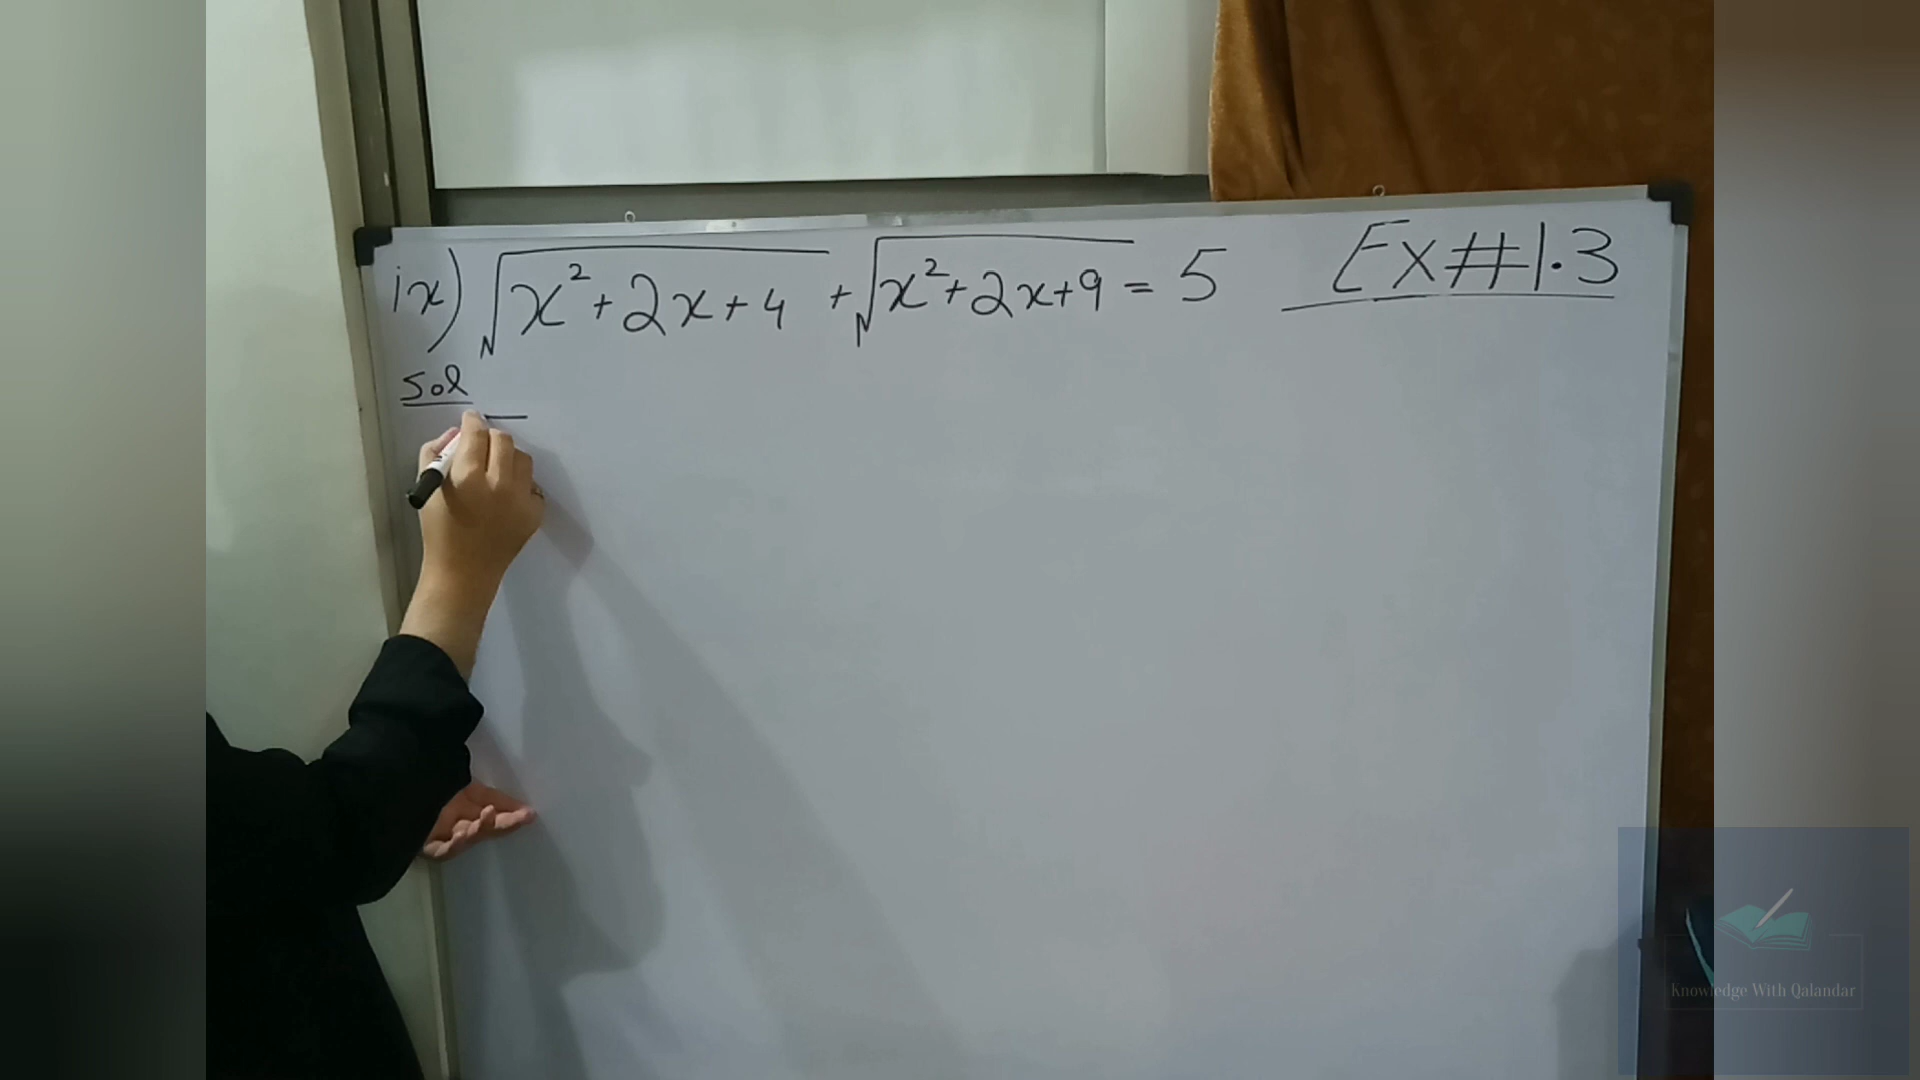 ix) √x²+2x+4 + √x²+2x+9 = 5 Ex#1.3
Sol
Knowledge With Qalandar